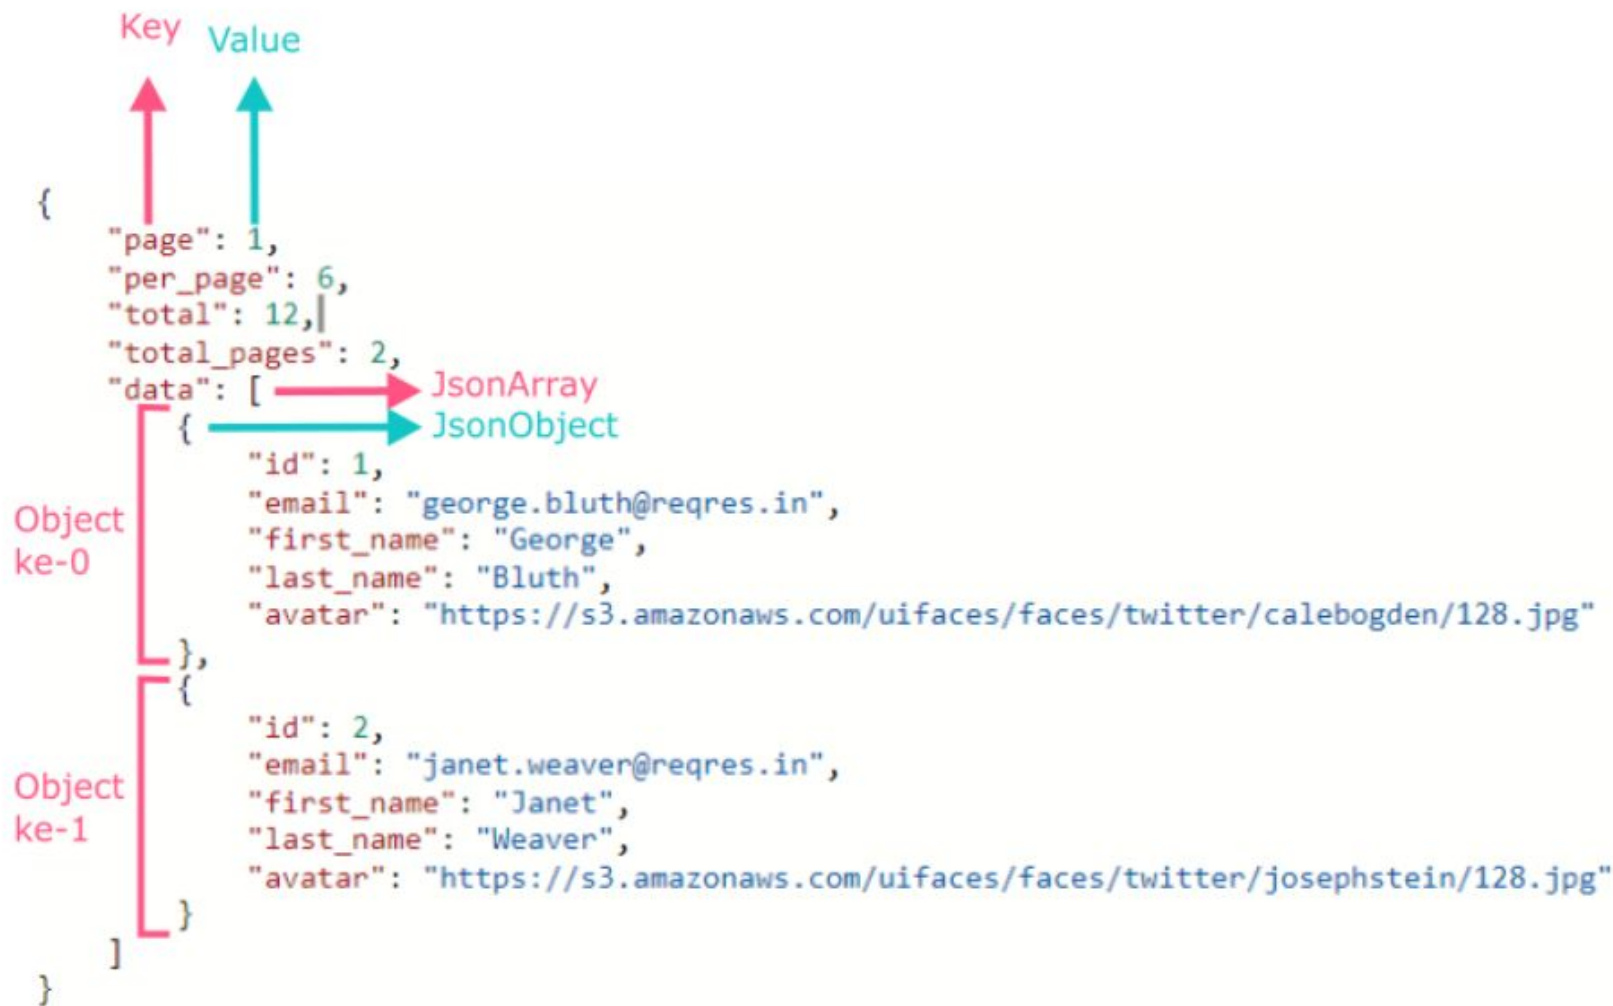 Key Value
{
"page": 1,
"per_page": 6,
"total": 12,
"total_pages": 2,
"data": [ JsonArray
{ JsonObject
"id": 1,
"email": "george.bluth@reqres.in",
Object
ke-0
"first_name": "George",
"last_name": "Bluth",
"avatar": "https://s3.amazonaws.com/uifaces/faces/twitter/calebogden/128.jpg"
},
{
"id": 2,
"email": "janet.weaver@reqres.in",
Object
ke-1
"first_name": "Janet",
"last_name": "Weaver",
"avatar": "https://s3.amazonaws.com/uifaces/faces/twitter/josephstein/128.jpg"
}
]
}